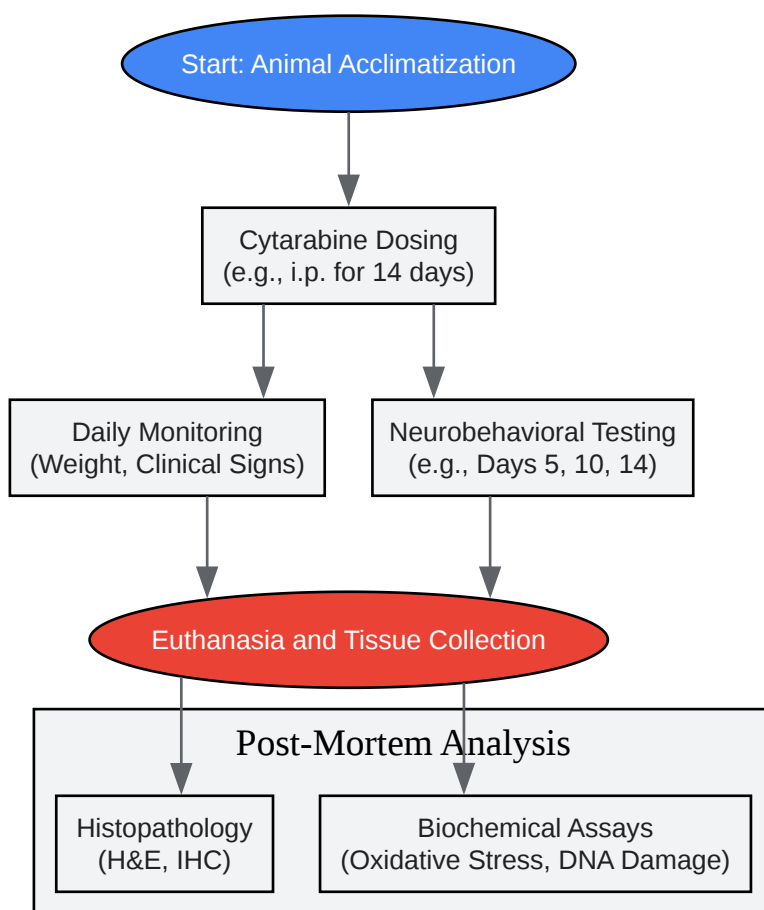 Start: Animal Acclimatization
Cytarabine Dosing
(e.g., i.p. for 14 days)
Daily Monitoring
(Weight, Clinical Signs)
Neurobehavioral Testing
(e.g., Days 5, 10, 14)
Euthanasia and Tissue Collection
Post-Mortem Analysis
Histopathology
(H&E, IHC)
Biochemical Assays
(Oxidative Stress, DNA Damage)